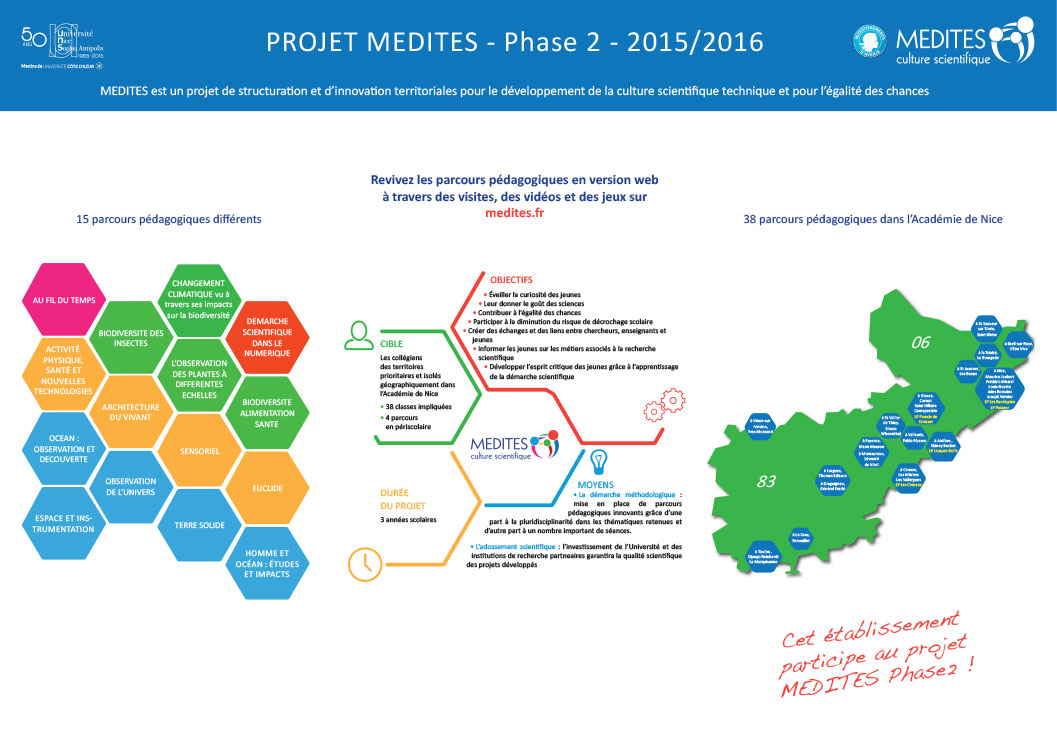 50
ANS
Université
Nice
Sophia Antipolis
1965-2015
Membre de UNIVERSITÉ CÔTE D'AZUR
PROJET MEDITES - Phase 2 - 2015/2016
MEDITES
culture scientifique
MEDITES est un projet de structuration et d'innovation territoriales pour le développement de la culture scientifique technique et pour l'égalité des chances
15 parcours pédagogiques différents
AU FIL DU TEMPS
CHANGEMENT
CLIMATIQUE vu à
travers ses impacts
sur la biodiversité
BIODIVERSITE DES
INSECTES
DEMARCHE
SCIENTIFIQUE
DANS LE
NUMERIQUE
ACTIVITÉ
PHYSIQUE,
SANTÉ ET
NOUVELLES
TECHNOLOGIES
L'OBSERVATION
DES PLANTES À
DIFFERENTES
ECHELLES
ARCHITECTURE
DU VIVANT
BIODIVERSITE
ALIMENTATION
SANTE
OCEAN :
OBSERVATION ET
DECOUVERTE
SENSORIEL
OBSERVATION
DE L'UNIVERS
EUCLIDE
ESPACE ET INS-
TRUMENTATION
TERRE SOLIDE
HOMME ET
OCÉAN : ÉTUDES
ET IMPACTS
Revivez les parcours pédagogiques en version web
à travers des visites, des vidéos et des jeux sur
medites.fr
OBJECTIFS
• Éveiller la curiosité des jeunes
• Leur donner le goût des sciences
• Contribuer à l'égalité des chances
• Participer à la diminution du risque de décrochage scolaire
• Créer des échanges et des liens entre chercheurs, enseignants et
jeunes
• Informer les jeunes sur les métiers associés à la recherche
scientifique
• Développer l'esprit critique des jeunes grâce à l'apprentissage
de la démarche scientifique
CIBLE
Les collégiens
des territoires
prioritaires et isolés
géographiquement dans
l'Académie de Nice
• 38 classes impliquées
• 4 parcours
en périscolaire
MEDITES
culture scientifique
DURÉE
DU PROJET
3 années scolaires
MOYENS
• La démarche méthodologique :
mise en place de parcours
pédagogiques innovants grâce d'une
part à la pluridisciplinarité dans les thématiques retenues et
d'autre part à un nombre important de séances.
• L'adossement scientifique : l'investissement de l'Université et des
institutions de recherche partneaires garantira la qualité scientifique
des projets développés
38 parcours pédagogiques dans l'Académie de Nice
06
83
Cet établissement
participe au projet
MEDITES Phase2 !